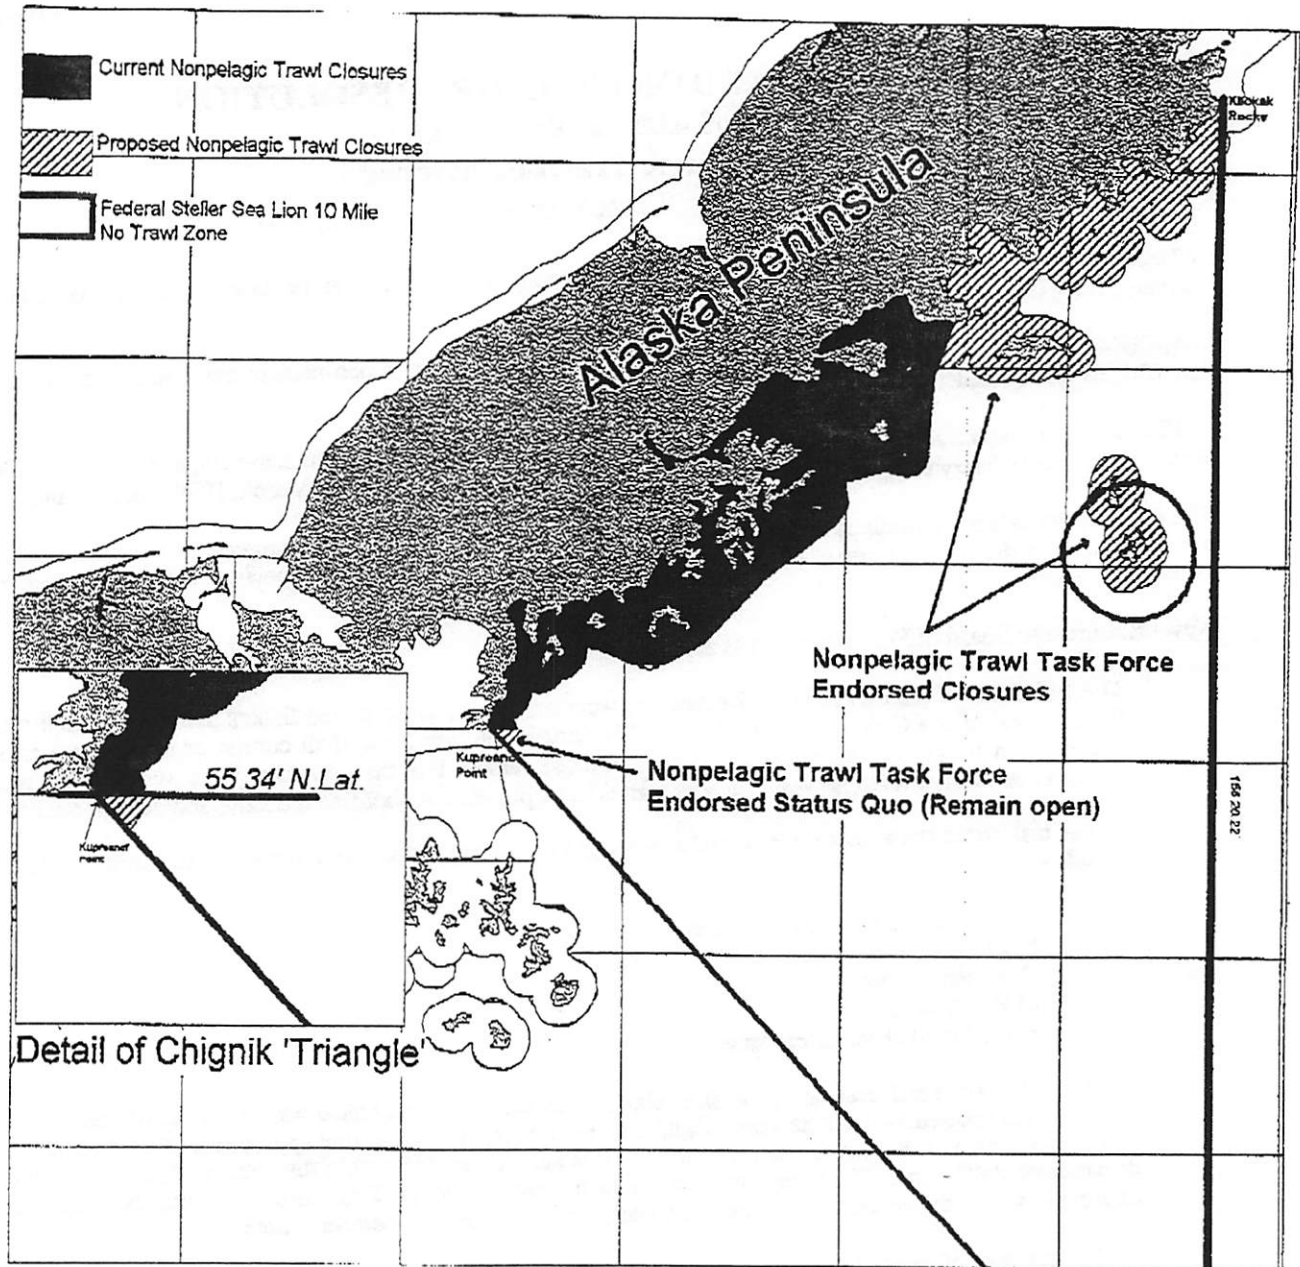 Current Nonpelagic Trawl Closures
Proposed Nonpelagic Trawl Closures
Federal Steller Sea Lion 10 Mile
No Trawl Zone
Alaska Peninsula
Rocky
Nonpelagic Trawl Task Force
Endorsed Closures
Kupreanof
Point
Nonpelagic Trawl Task Force
Endorsed Status Quo (Remain open)
156 20.22'
55 34' N.Lat.
Kupreanof
Point
Detail of Chignik 'Triangle'